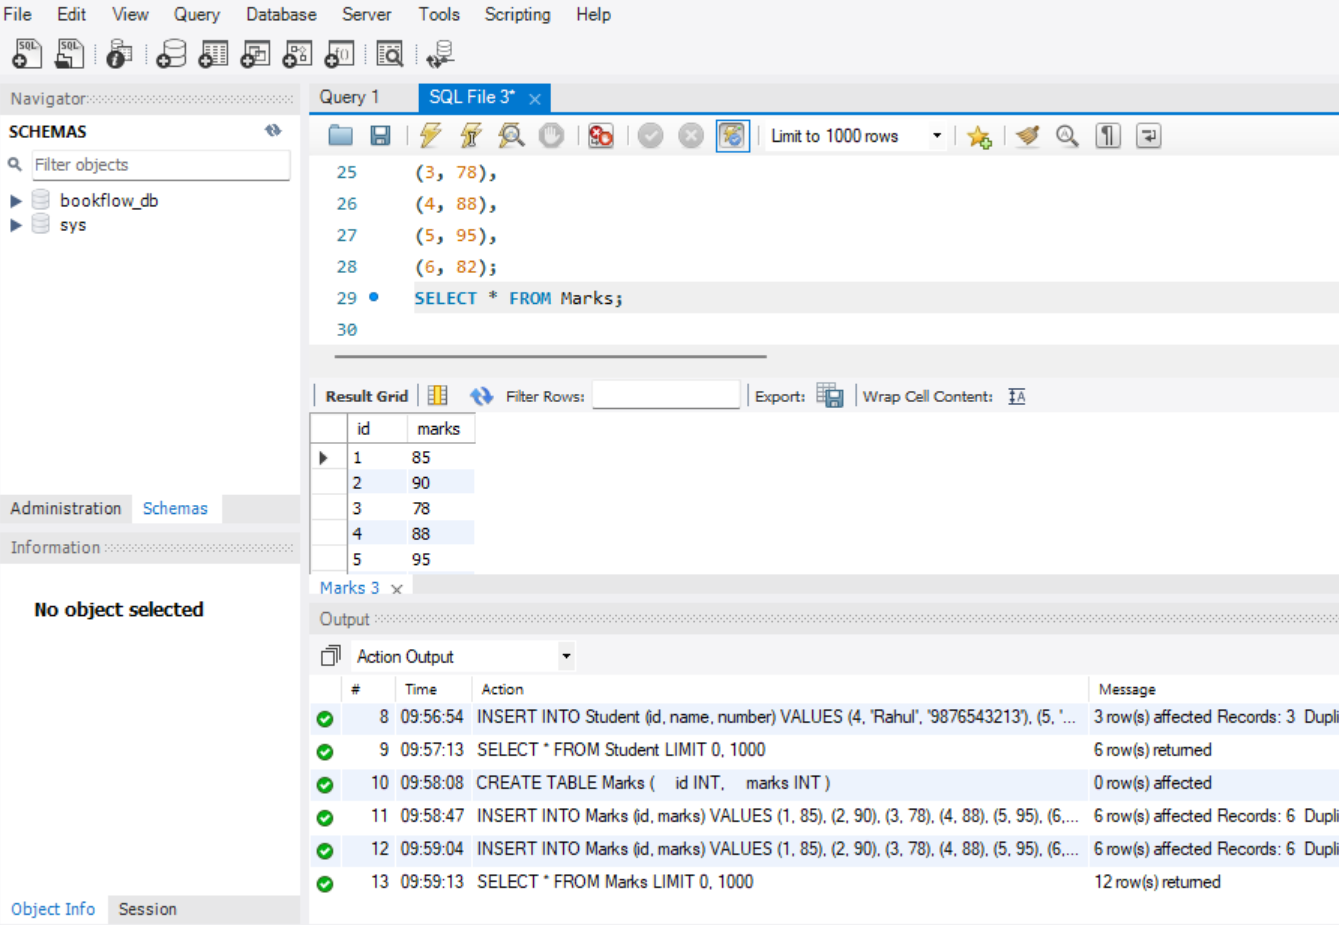 File Edit View Query Database Server Tools Scripting Help
SQL SQL
Navigator
SCHEMAS
Filter objects
bookflow_db
sys
Administration Schemas
Information
No object selected
Object Info Session
Query 1 SQL File 3* ×
Limit to 1000 rows
25 (3, 78),
26 (4, 88),
27 (5, 95),
28 (6, 82);
29 SELECT * FROM Marks;
30
Result Grid Filter Rows: Export: Wrap Cell Content: IA
id marks
1 85
2 90
3 78
4 88
5 95
Marks 3 ×
Output
Action Output
# Time Action Message
8 09:56:54 INSERT INTO Student (id, name, number) VALUES (4, 'Rahul', '9876543213'), (5, '... 3 row(s) affected Records: 3 Dupli
9 09:57:13 SELECT * FROM Student LIMIT 0, 1000 6 row(s) returned
10 09:58:08 CREATE TABLE Marks ( id INT, marks INT ) 0 row(s) affected
11 09:58:47 INSERT INTO Marks (id, marks) VALUES (1, 85), (2, 90), (3, 78), (4, 88), (5, 95), (6,... 6 row(s) affected Records: 6 Dupli
12 09:59:04 INSERT INTO Marks (id, marks) VALUES (1, 85), (2, 90), (3, 78), (4, 88), (5, 95), (6,... 6 row(s) affected Records: 6 Dupli
13 09:59:13 SELECT * FROM Marks LIMIT 0, 1000 12 row(s) returned